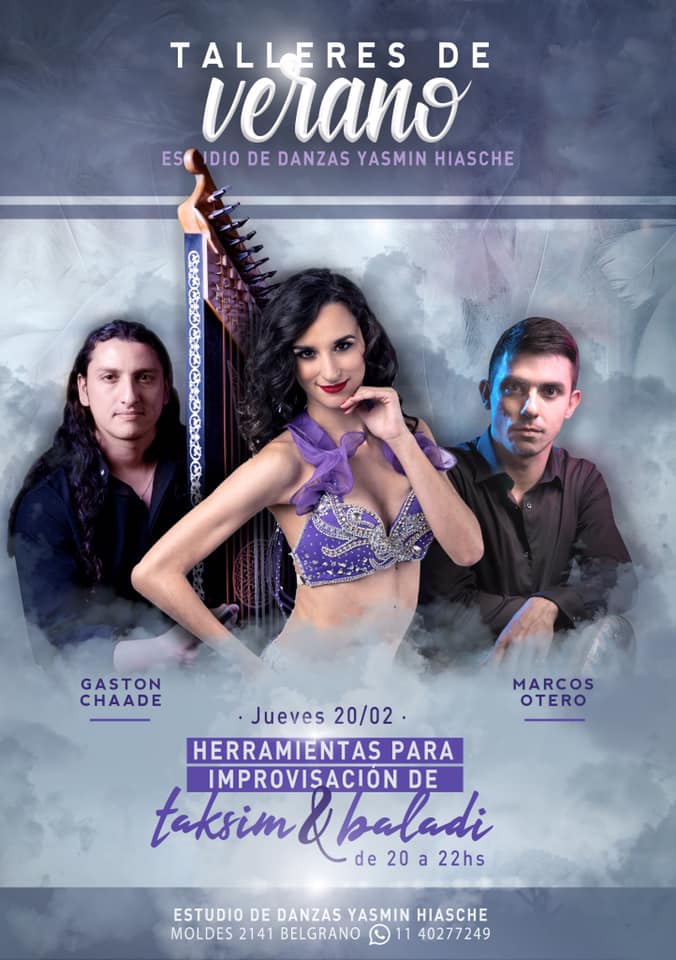 TALLERES DE
verano
ESTUDIO DE DANZAS YASMIN HIASCHE
GASTON
CHAADE
MARCOS
OTERO
· Jueves 20/02 ·
HERRAMIENTAS PARA
IMPROVISACIÓN DE
taksim & baladi
de 20 a 22hs
ESTUDIO DE DANZAS YASMIN HIASCHE
MOLDES 2141 BELGRANO 11 40277249